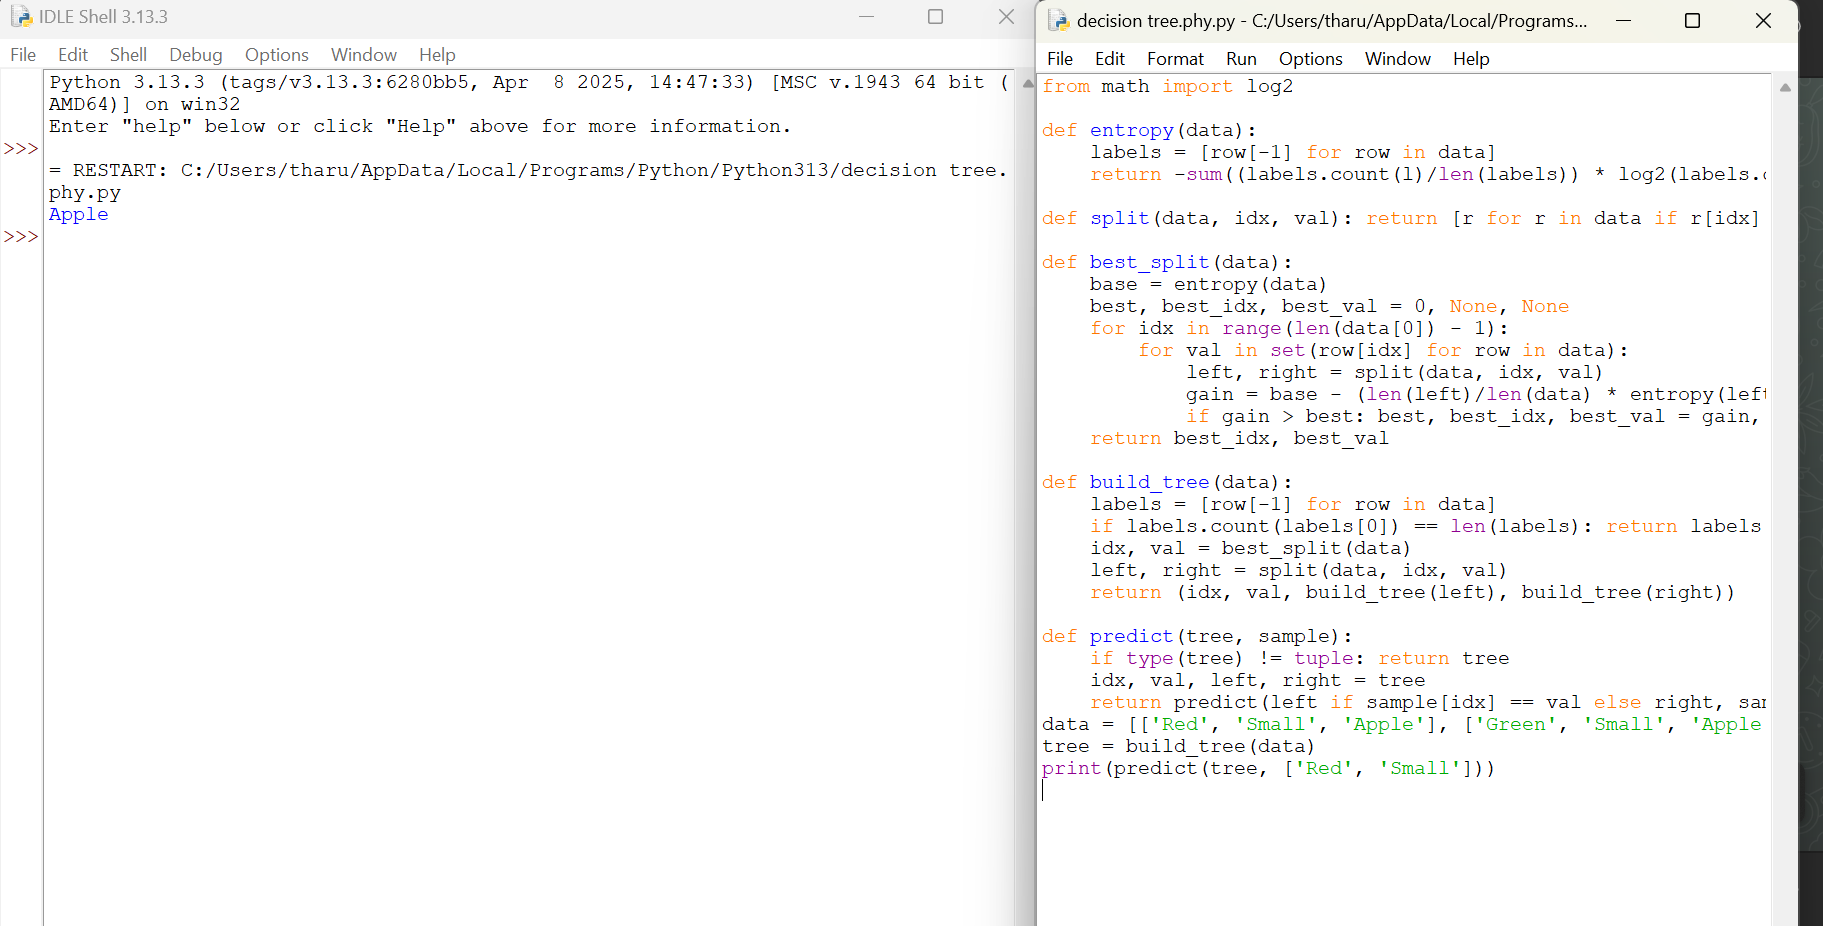 IDLE Shell 3.13.3
File Edit Shell Debug Options Window Help
Python 3.13.3 (tags/v3.13.3:6280bb5, Apr  8 2025, 14:47:33) [MSC v.1943 64 bit (
AMD64)] on win32
Enter "help" below or click "Help" above for more information.
>>>
= RESTART: C:/Users/tharu/AppData/Local/Programs/Python/Python313/decision tree.
phy.py
Apple
>>>
decision tree.phy.py - C:/Users/tharu/AppData/Local/Programs...
File Edit Format Run Options Window Help
from math import log2
def entropy(data):
    labels = [row[-1] for row in data]
    return -sum((labels.count(l)/len(labels)) * log2(labels.
def split(data, idx, val): return [r for r in data if r[idx]
def best_split(data):
    base = entropy(data)
    best, best_idx, best_val = 0, None, None
    for idx in range(len(data[0]) - 1):
        for val in set(row[idx] for row in data):
            left, right = split(data, idx, val)
            gain = base - (len(left)/len(data) * entropy(left
            if gain > best: best, best_idx, best_val = gain,
    return best_idx, best_val
def build_tree(data):
    labels = [row[-1] for row in data]
    if labels.count(labels[0]) == len(labels): return labels
    idx, val = best_split(data)
    left, right = split(data, idx, val)
    return (idx, val, build_tree(left), build_tree(right))
def predict(tree, sample):
    if type(tree) != tuple: return tree
    idx, val, left, right = tree
    return predict(left if sample[idx] == val else right, sam
data = [['Red', 'Small', 'Apple'], ['Green', 'Small', 'Apple
tree = build_tree(data)
print(predict(tree, ['Red', 'Small']))